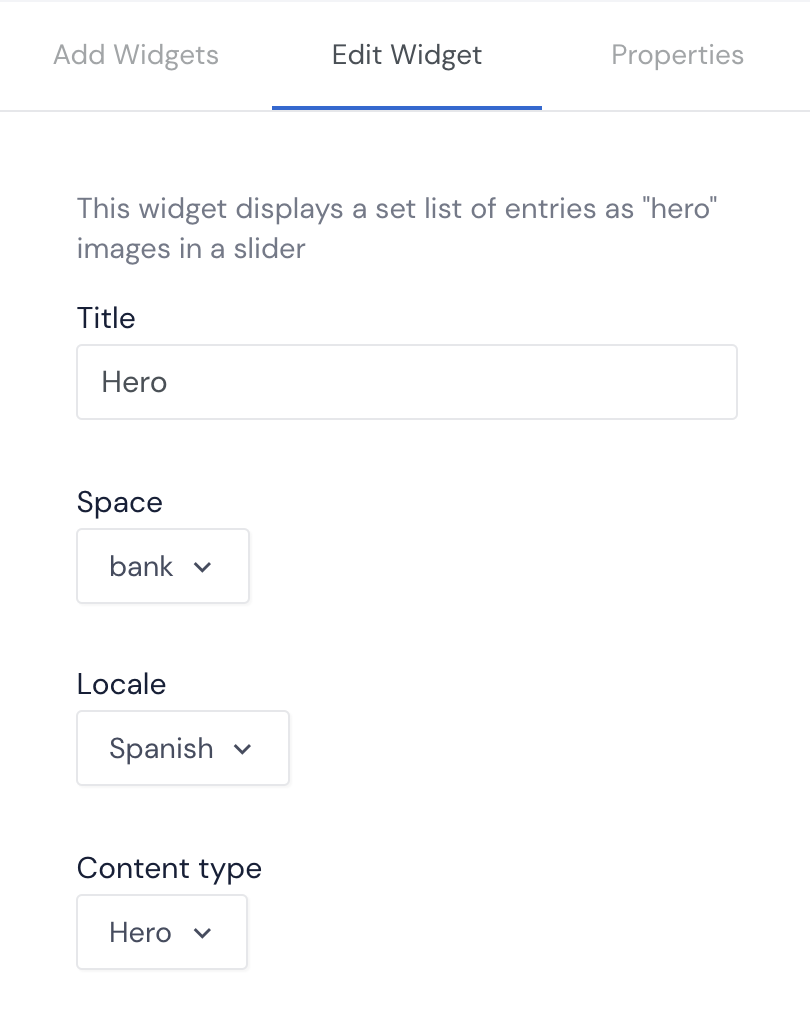 Add Widgets Edit Widget Properties
This widget displays a set list of entries as "hero"
images in a slider
Title
Hero
Space
bank
Locale
Spanish
Content type
Hero